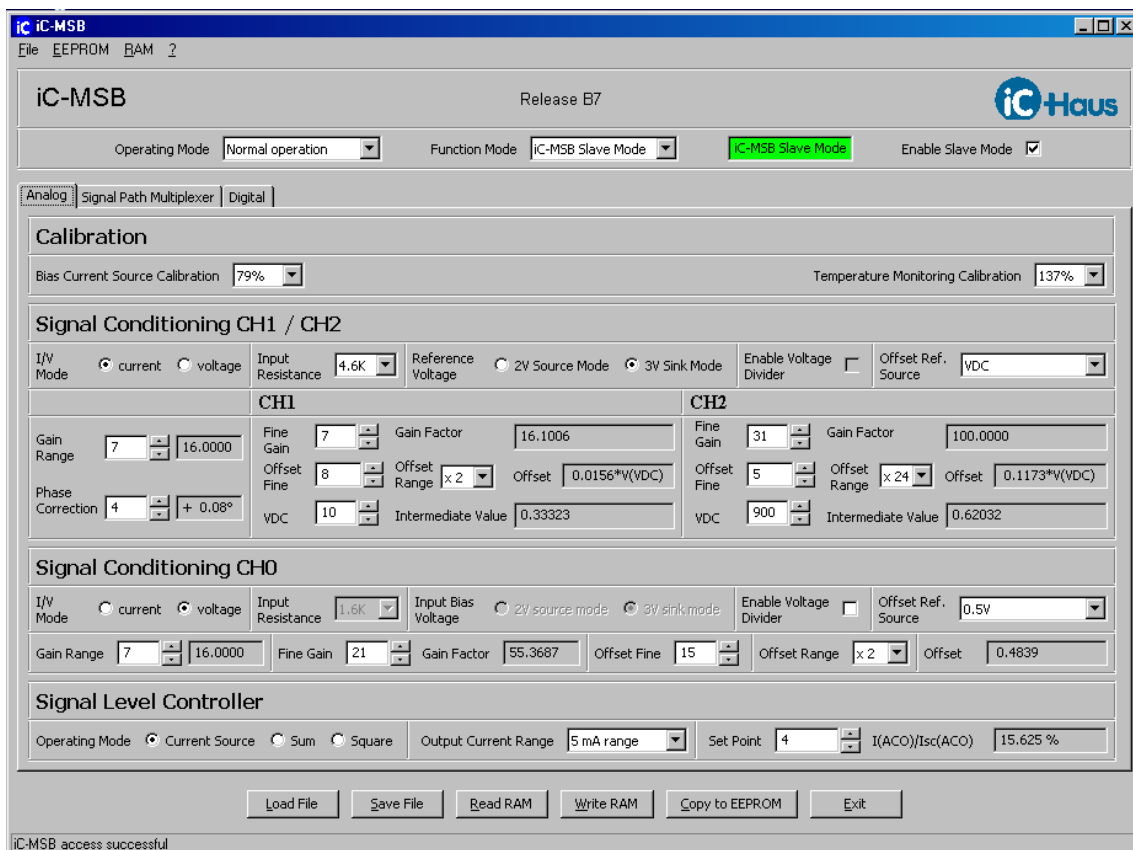 iC iC-MSB
File EEPROM RAM ?
iC-MSB Release B7 iC Haus
Operating Mode Normal operation Function Mode iC-MSB Slave Mode iC-MSB Slave Mode Enable Slave Mode
Analog Signal Path Multiplexer Digital
Calibration
Bias Current Source Calibration 79% Temperature Monitoring Calibration 137%
Signal Conditioning CH1 / CH2
I/V Mode current voltage Input Resistance 4.6K Reference Voltage 2V Source Mode 3V Sink Mode Enable Voltage Divider Offset Ref. Source VDC
CH1 CH2
Gain Range 7 16.0000
Phase Correction 4 + 0.08°
Fine Gain 7 Gain Factor 16.1006
Offset Fine 8 Offset Range x 2 Offset 0.0156*V(VDC)
VDC 10 Intermediate Value 0.33323
Fine Gain 31 Gain Factor 100.0000
Offset Fine 5 Offset Range x 24 Offset 0.1173*V(VDC)
VDC 900 Intermediate Value 0.62032
Signal Conditioning CH0
I/V Mode current voltage Input Resistance 1.6K Input Bias Voltage 2V source mode 3V sink mode Enable Voltage Divider Offset Ref. Source 0.5V
Gain Range 7 16.0000 Fine Gain 21 Gain Factor 55.3687 Offset Fine 15 Offset Range x 2 Offset 0.4839
Signal Level Controller
Operating Mode Current Source Sum Square Output Current Range 5 mA range Set Point 4 I(ACO)/Isc(ACO) 15.625 %
Load File Save File Read RAM Write RAM Copy to EEPROM Exit
iC-MSB access successful